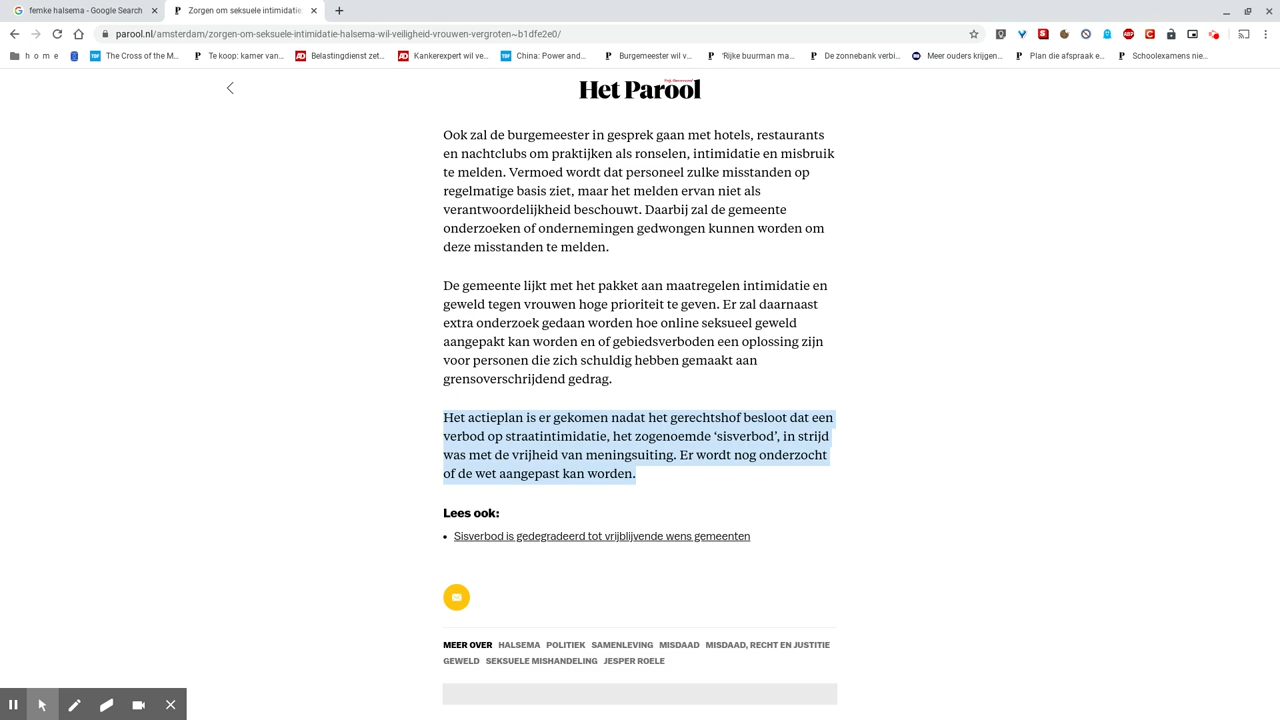 femke halsema - Google Search
Zorgen om seksuele intimidatie
parool.nl/amsterdam/zorgen-om-seksuele-intimidatie-halsema-wil-veiligheid-vrouwen-vergroten~b1dfe2e0/
h o m e
The Cross of the M...
Te koop: kamer van...
Belastingdienst zet...
Kankerexpert wil ve...
China: Power and...
Burgemeester wil v...
'Rijke buurman ma...
De zonnebank verbi...
Meer ouders krijgen...
Plan die afspraak e...
Schoolexamens nie...
Het Parool
Ook zal de burgemeester in gesprek gaan met hotels, restaurants
en nachtclubs om praktijken als ronselen, intimidatie en misbruik
te melden. Vermoed wordt dat personeel zulke misstanden op
regelmatige basis ziet, maar het melden ervan niet als
verantwoordelijkheid beschouwt. Daarbij zal de gemeente
onderzoeken of ondernemingen gedwongen kunnen worden om
deze misstanden te melden.
De gemeente lijkt met het pakket aan maatregelen intimidatie en
geweld tegen vrouwen hoge prioriteit te geven. Er zal daarnaast
extra onderzoek gedaan worden hoe online seksueel geweld
aangepakt kan worden en of gebiedsverboden een oplossing zijn
voor personen die zich schuldig hebben gemaakt aan
grensoverschrijdend gedrag.
Het actieplan is er gekomen nadat het gerechtshof besloot dat een
verbod op straatintimidatie, het zogenoemde ‘sisverbod’, in strijd
was met de vrijheid van meningsuiting. Er wordt nog onderzocht
of de wet aangepast kan worden.
Lees ook:
• Sisverbod is gedegradeerd tot vrijblijvende wens gemeenten
MEER OVER HALSEMA POLITIEK SAMENLEVING MISDAAD MISDAAD, RECHT EN JUSTITIE
GEWELD SEKSUELE MISHANDELING JESPER ROELE